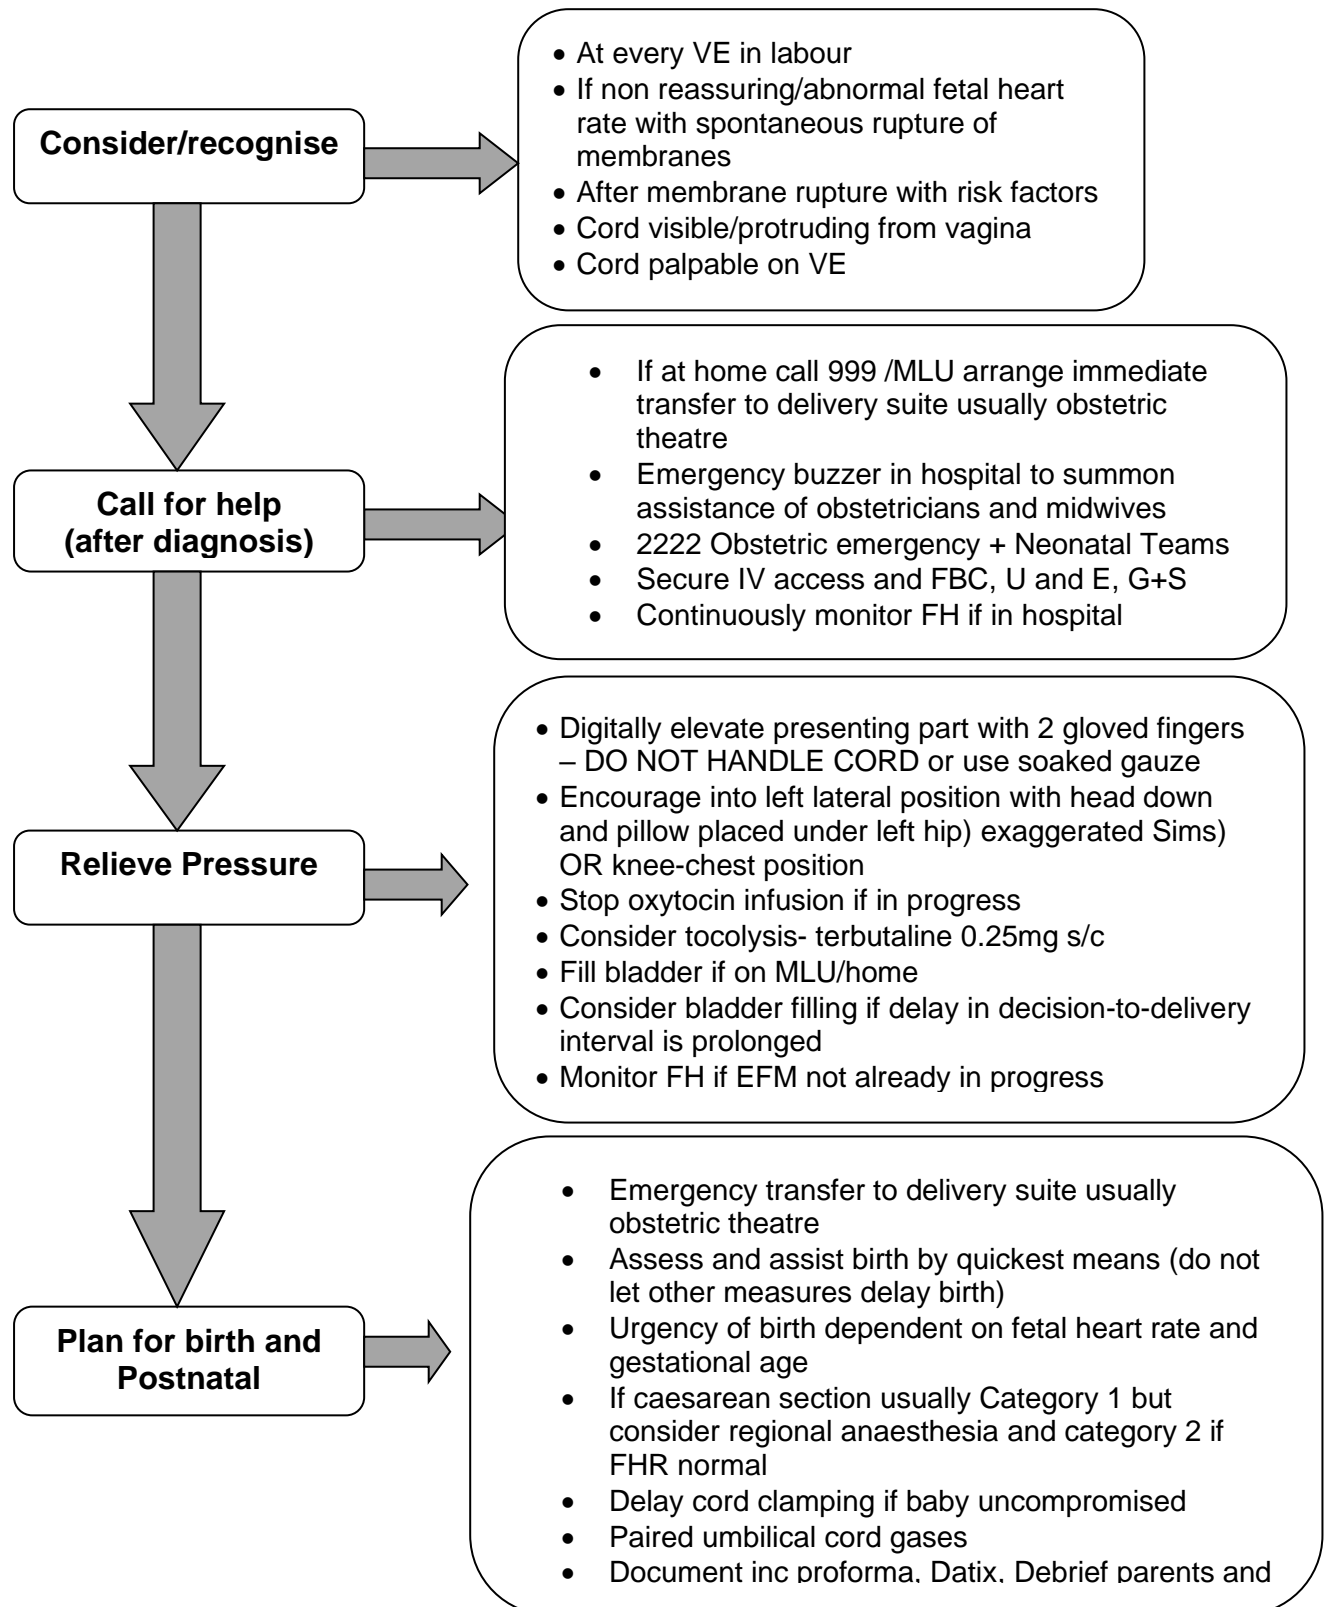 Consider/recognise
• At every VE in labour
• If non reassuring/abnormal fetal heart
rate with spontaneous rupture of
membranes
• After membrane rupture with risk factors
• Cord visible/protruding from vagina
• Cord palpable on VE
Call for help
(after diagnosis)
• If at home call 999 /MLU arrange immediate
transfer to delivery suite usually obstetric
theatre
• Emergency buzzer in hospital to summon
assistance of obstetricians and midwives
• 2222 Obstetric emergency + Neonatal Teams
• Secure IV access and FBC, U and E, G+S
• Continuously monitor FH if in hospital
Relieve Pressure
• Digitally elevate presenting part with 2 gloved fingers
– DO NOT HANDLE CORD or use soaked gauze
• Encourage into left lateral position with head down
and pillow placed under left hip) exaggerated Sims)
OR knee-chest position
• Stop oxytocin infusion if in progress
• Consider tocolysis- terbutaline 0.25mg s/c
• Fill bladder if on MLU/home
• Consider bladder filling if delay in decision-to-delivery
interval is prolonged
• Monitor FH if EFM not already in progress
Plan for birth and
Postnatal
• Emergency transfer to delivery suite usually
obstetric theatre
• Assess and assist birth by quickest means (do not
let other measures delay birth)
• Urgency of birth dependent on fetal heart rate and
gestational age
• If caesarean section usually Category 1 but
consider regional anaesthesia and category 2 if
FHR normal
• Delay cord clamping if baby uncompromised
• Paired umbilical cord gases
• Document inc proforma, Datix, Debrief parents and